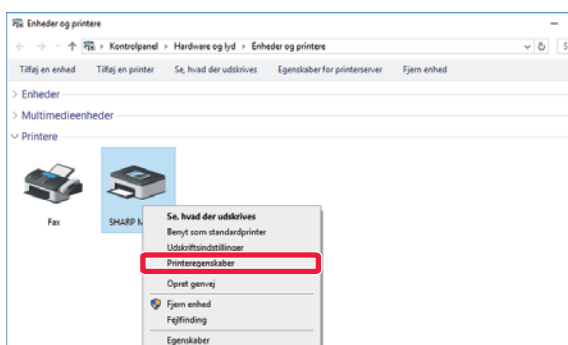 Enheder og printere
Kontrolpanel > Hardware og lyd > Enheder og printere
Tilføj en enhed Tilføj en printer Se, hvad der udskrives Egenskaber for printerserver Fjern enhed
Enheder
Multimedieenheder
Printere
Fax SHARP
Se, hvad der udskrives
Benyt som standardprinter
Udskriftsindstillinger
Printeregenskaber
Opret genvej
Fjern enhed
Fejlfinding
Egenskaber